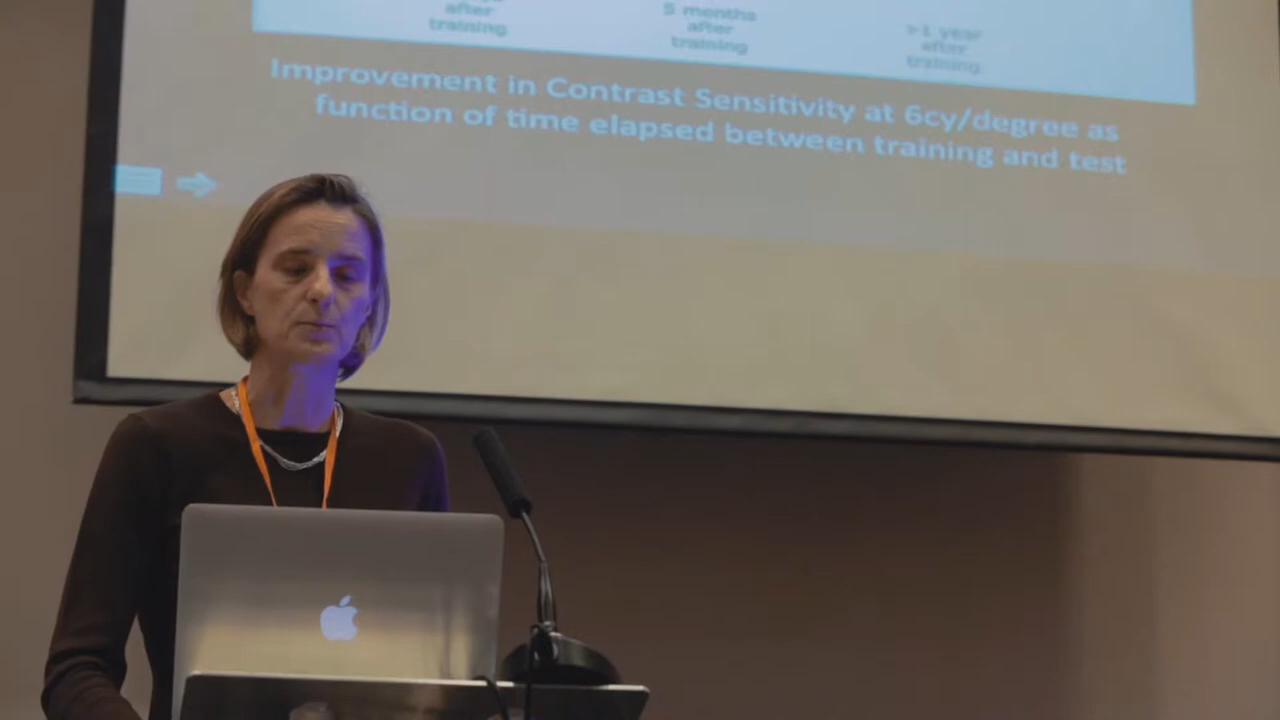 after
training
5 months
after
training
>1 year
after
training
Improvement in Contrast Sensitivity at 6cy/degree as
function of time elapsed between training and test